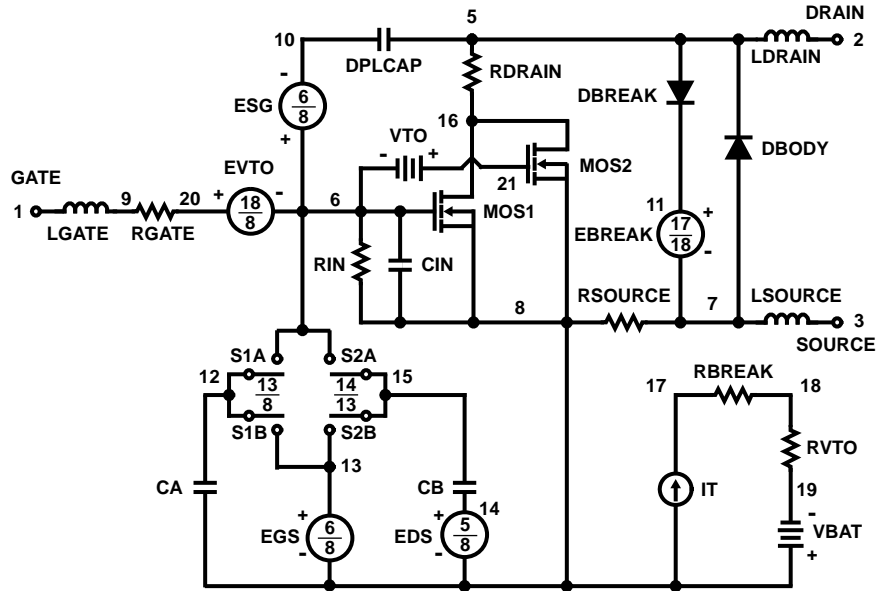 5
DRAIN
10
2
DPLCAP
LDRAIN
RDRAIN
-
ESG
6
8
+
DBREAK
16
VTO
-
+
DBODY
EVTO
MOS2
GATE
9
20
+
18
8
-
6
21
11
1
MOS1
LGATE
RGATE
EBREAK
17
18
+
-
RIN
CIN
8
RSOURCE
7
LSOURCE
3
SOURCE
S1A
S2A
RBREAK
12
13
8
14
13
15
17
18
S1B
S2B
RVTO
13
CA
CB
IT
19
+
14
-
+
EGS
6
8
-
EDS
5
8
-
VBAT
+